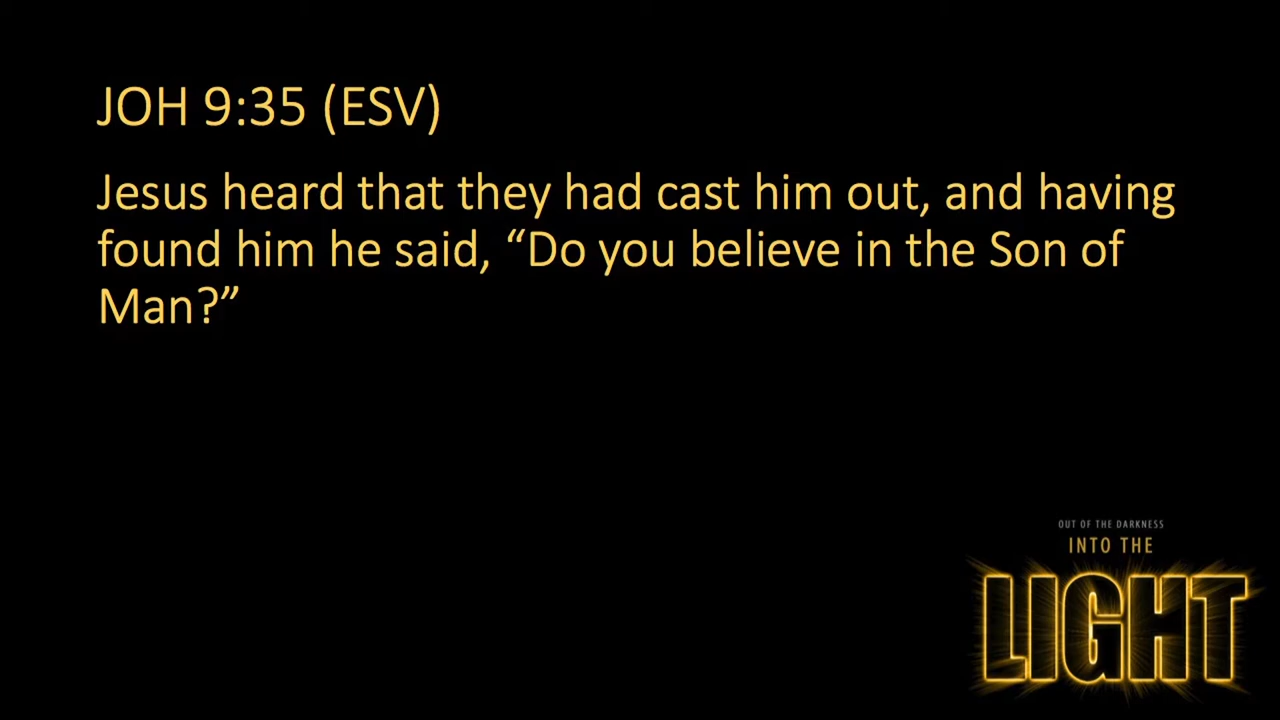 JOH 9:35 (ESV)
Jesus heard that they had cast him out, and having
found him he said, “Do you believe in the Son of
Man?”
OUT OF THE DARKNESS
INTO THE
LIGHT